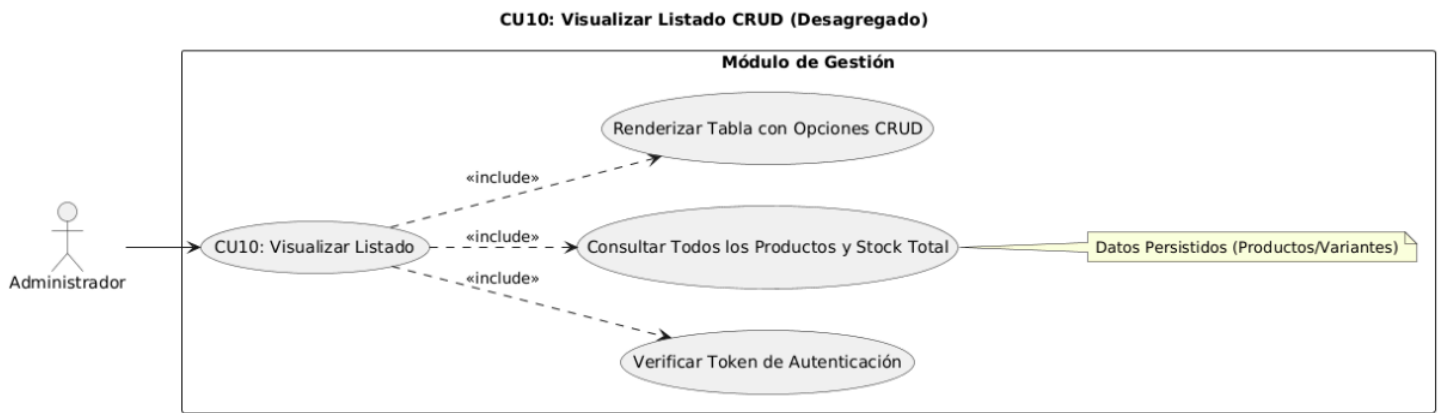 CU10: Visualizar Listado CRUD (Desagregado)
Módulo de Gestión
Renderizar Tabla con Opciones CRUD
«include»
Administrador
CU10: Visualizar Listado
«include»
Consultar Todos los Productos y Stock Total
Datos Persistidos (Productos/Variantes)
«include»
Verificar Token de Autenticación